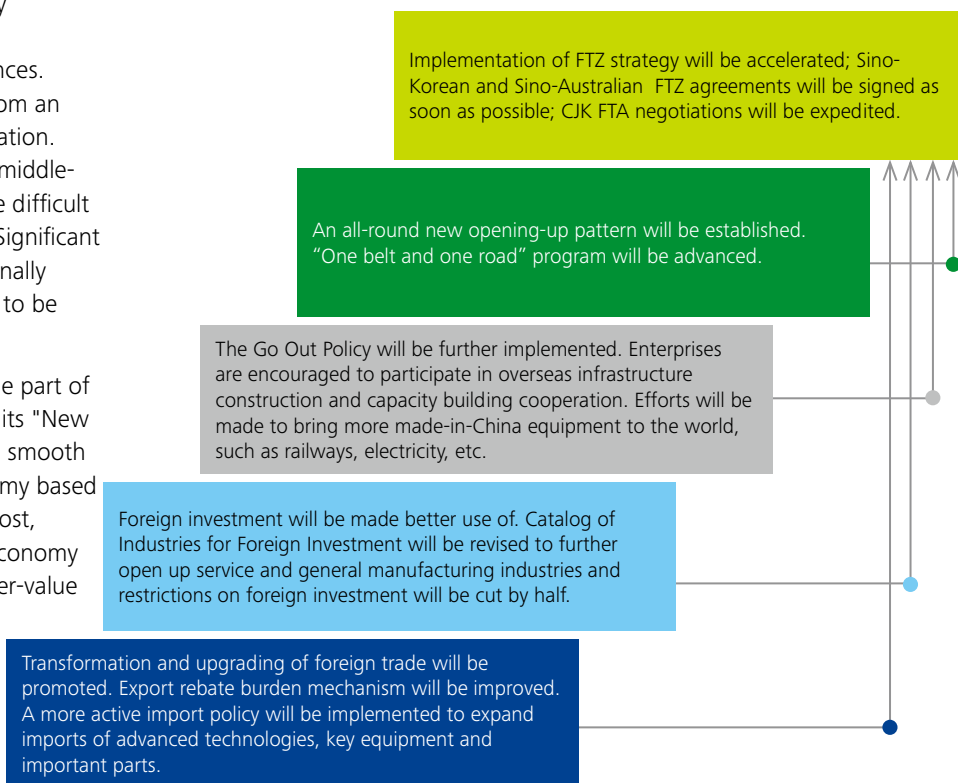 nces.
om an
ation.
middle-
e difficult
Significant
nally
to be
e part of
its "New
smooth
my based
ost,
conomy
er-value
Implementation of FTZ strategy will be accelerated; Sino-
Korean and Sino-Australian FTZ agreements will be signed as
soon as possible; CJK FTA negotiations will be expedited.
An all-round new opening-up pattern will be established.
“One belt and one road” program will be advanced.
The Go Out Policy will be further implemented. Enterprises
are encouraged to participate in overseas infrastructure
construction and capacity building cooperation. Efforts will be
made to bring more made-in-China equipment to the world,
such as railways, electricity, etc.
Foreign investment will be made better use of. Catalog of
Industries for Foreign Investment will be revised to further
open up service and general manufacturing industries and
restrictions on foreign investment will be cut by half.
Transformation and upgrading of foreign trade will be
promoted. Export rebate burden mechanism will be improved.
A more active import policy will be implemented to expand
imports of advanced technologies, key equipment and
important parts.